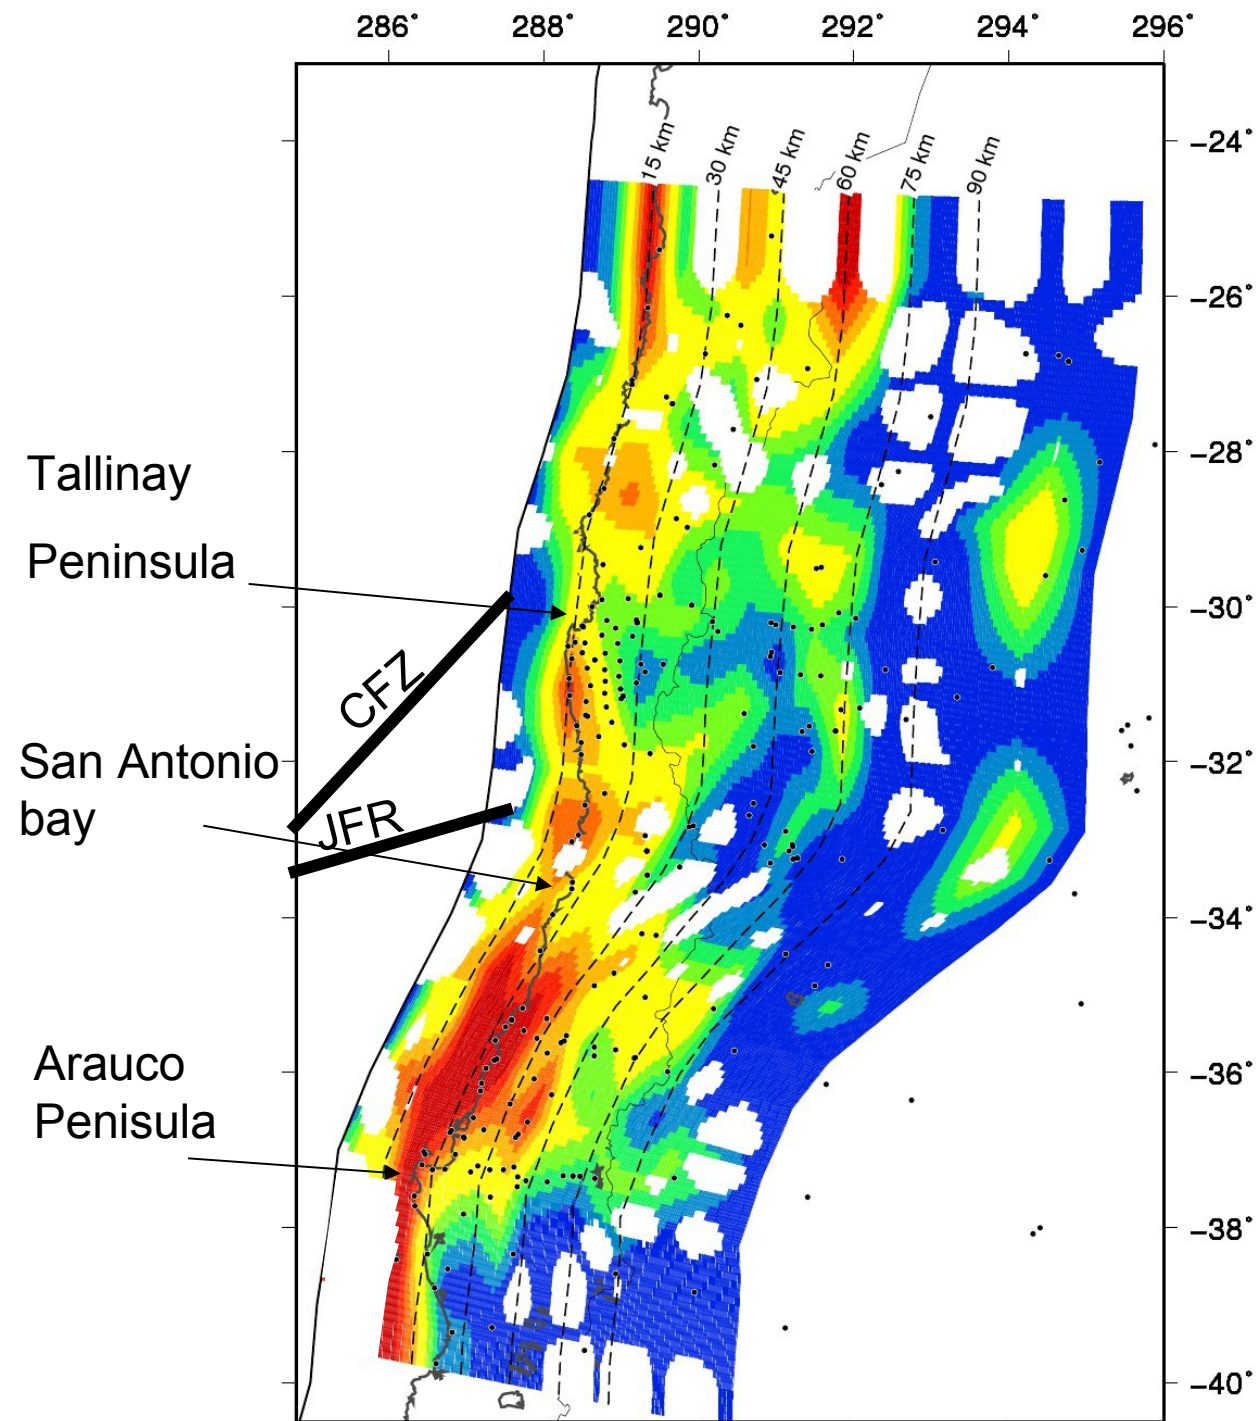 286° 288° 290° 292° 294° 296°
-24°
15 km 30 km 45 km 60 km 75 km 90 km
-26°
-28°
Tallinay
Peninsula
-30°
CFZ
San Antonio
bay
-32°
JFR
-34°
Arauco
Penisula
-36°
-38°
-40°